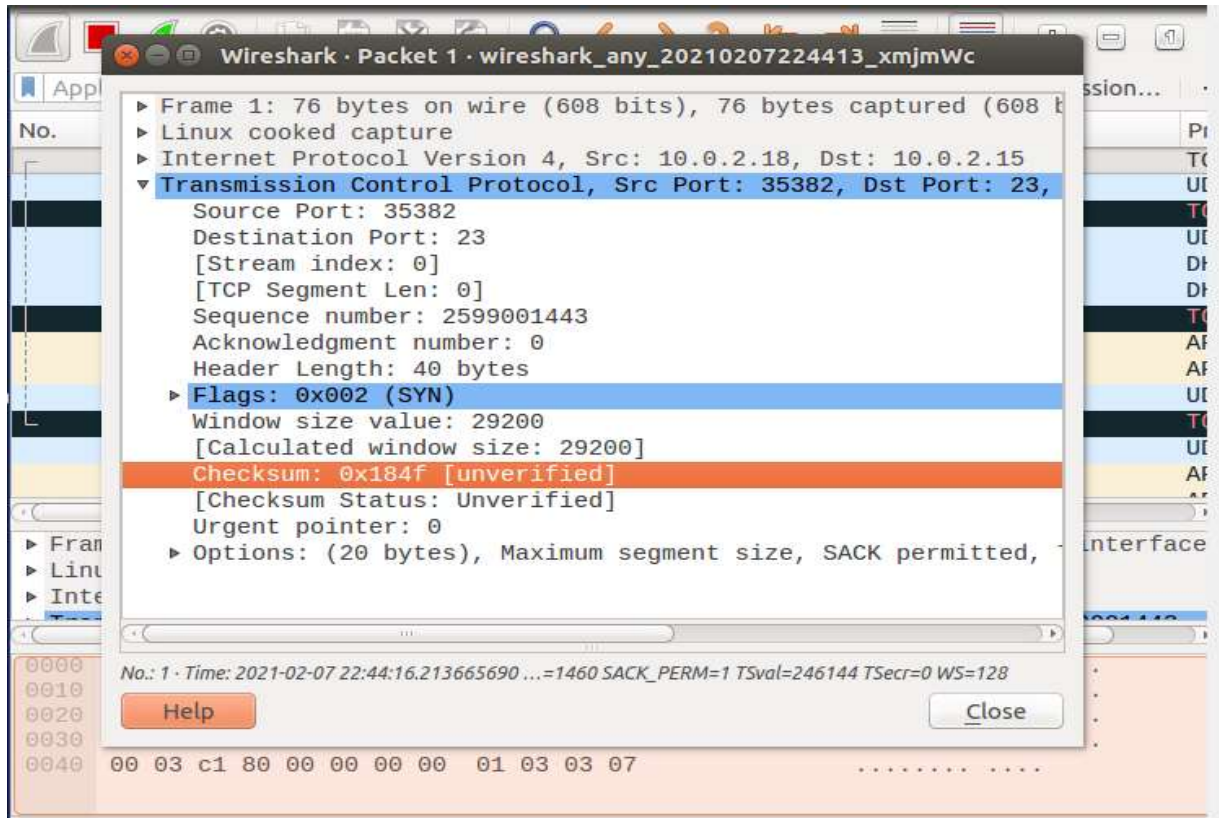 Wireshark · Packet 1 · wireshark_any_20210207224413_xmjmWc
Appl
ssion...
No.
▸ Frame 1: 76 bytes on wire (608 bits), 76 bytes captured (608 b
▸ Linux cooked capture
▸ Internet Protocol Version 4, Src: 10.0.2.18, Dst: 10.0.2.15
▾ Transmission Control Protocol, Src Port: 35382, Dst Port: 23,
Source Port: 35382
Destination Port: 23
[Stream index: 0]
[TCP Segment Len: 0]
Sequence number: 2599001443
Acknowledgment number: 0
Header Length: 40 bytes
▸ Flags: 0x002 (SYN)
Window size value: 29200
[Calculated window size: 29200]
Checksum: 0x184f [unverified]
[Checksum Status: Unverified]
Urgent pointer: 0
▸ Options: (20 bytes), Maximum segment size, SACK permitted,
▸ Fram
interface
▸ Linu
▸ Inte
No.: 1 · Time: 2021-02-07 22:44:16.213665690 ...=1460 SACK_PERM=1 TSval=246144 TSecr=0 WS=128
Help
Close
0000
0010
0020
0030
0040 00 03 c1 80 00 00 00 00 01 03 03 07 ........ ....